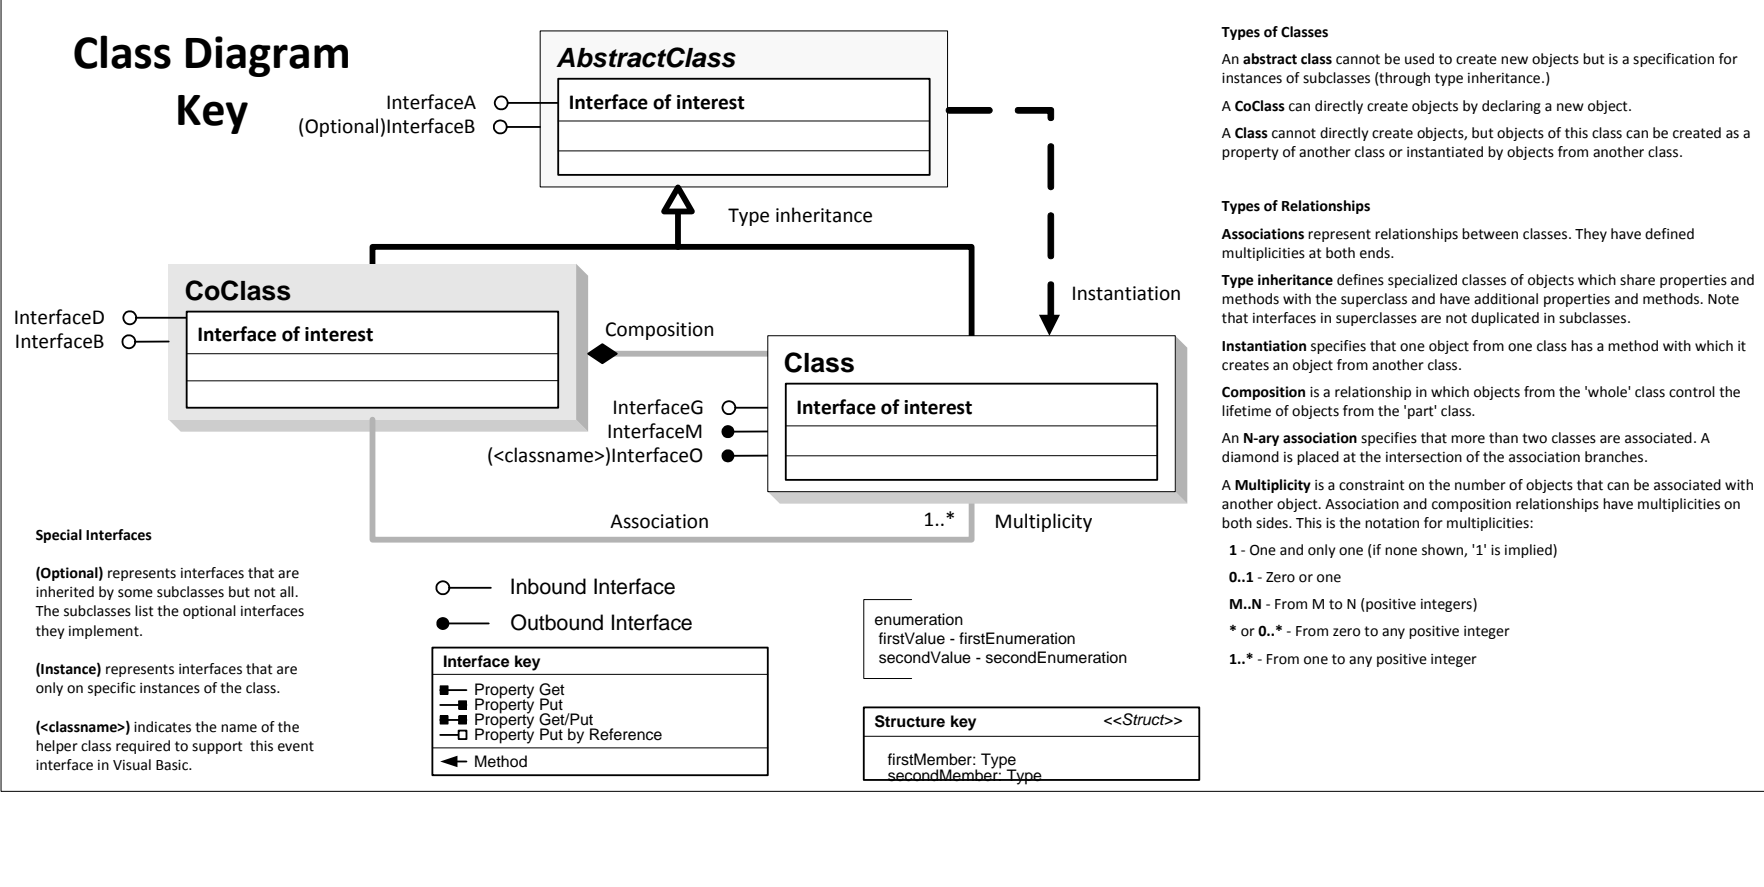 Class Diagram
Key
AbstractClass
Interface of interest
InterfaceA
(Optional)InterfaceB
Type inheritance
CoClass
Interface of interest
InterfaceD
InterfaceB
Composition
Instantiation
Class
Interface of interest
InterfaceG
InterfaceM
(<classname>)InterfaceO
Association
1..*
Multiplicity
Special Interfaces
(Optional) represents interfaces that are
inherited by some subclasses but not all.
The subclasses list the optional interfaces
they implement.
(Instance) represents interfaces that are
only on specific instances of the class.
(<classname>) indicates the name of the
helper class required to support this event
interface in Visual Basic.
Inbound Interface
Outbound Interface
Interface key
Property Get
Property Put
Property Get/Put
Property Put by Reference
Method
enumeration
firstValue - firstEnumeration
secondValue - secondEnumeration
Structure key <<Struct>>
firstMember: Type
secondMember: Type
Types of Classes
An abstract class cannot be used to create new objects but is a specification for
instances of subclasses (through type inheritance.)
A CoClass can directly create objects by declaring a new object.
A Class cannot directly create objects, but objects of this class can be created as a
property of another class or instantiated by objects from another class.
Types of Relationships
Associations represent relationships between classes. They have defined
multiplicities at both ends.
Type inheritance defines specialized classes of objects which share properties and
methods with the superclass and have additional properties and methods. Note
that interfaces in superclasses are not duplicated in subclasses.
Instantiation specifies that one object from one class has a method with which it
creates an object from another class.
Composition is a relationship in which objects from the 'whole' class control the
lifetime of objects from the 'part' class.
An N-ary association specifies that more than two classes are associated. A
diamond is placed at the intersection of the association branches.
A Multiplicity is a constraint on the number of objects that can be associated with
another object. Association and composition relationships have multiplicities on
both sides. This is the notation for multiplicities:
1 - One and only one (if none shown, '1' is implied)
0..1 - Zero or one
M..N - From M to N (positive integers)
* or 0..* - From zero to any positive integer
1..* - From one to any positive integer